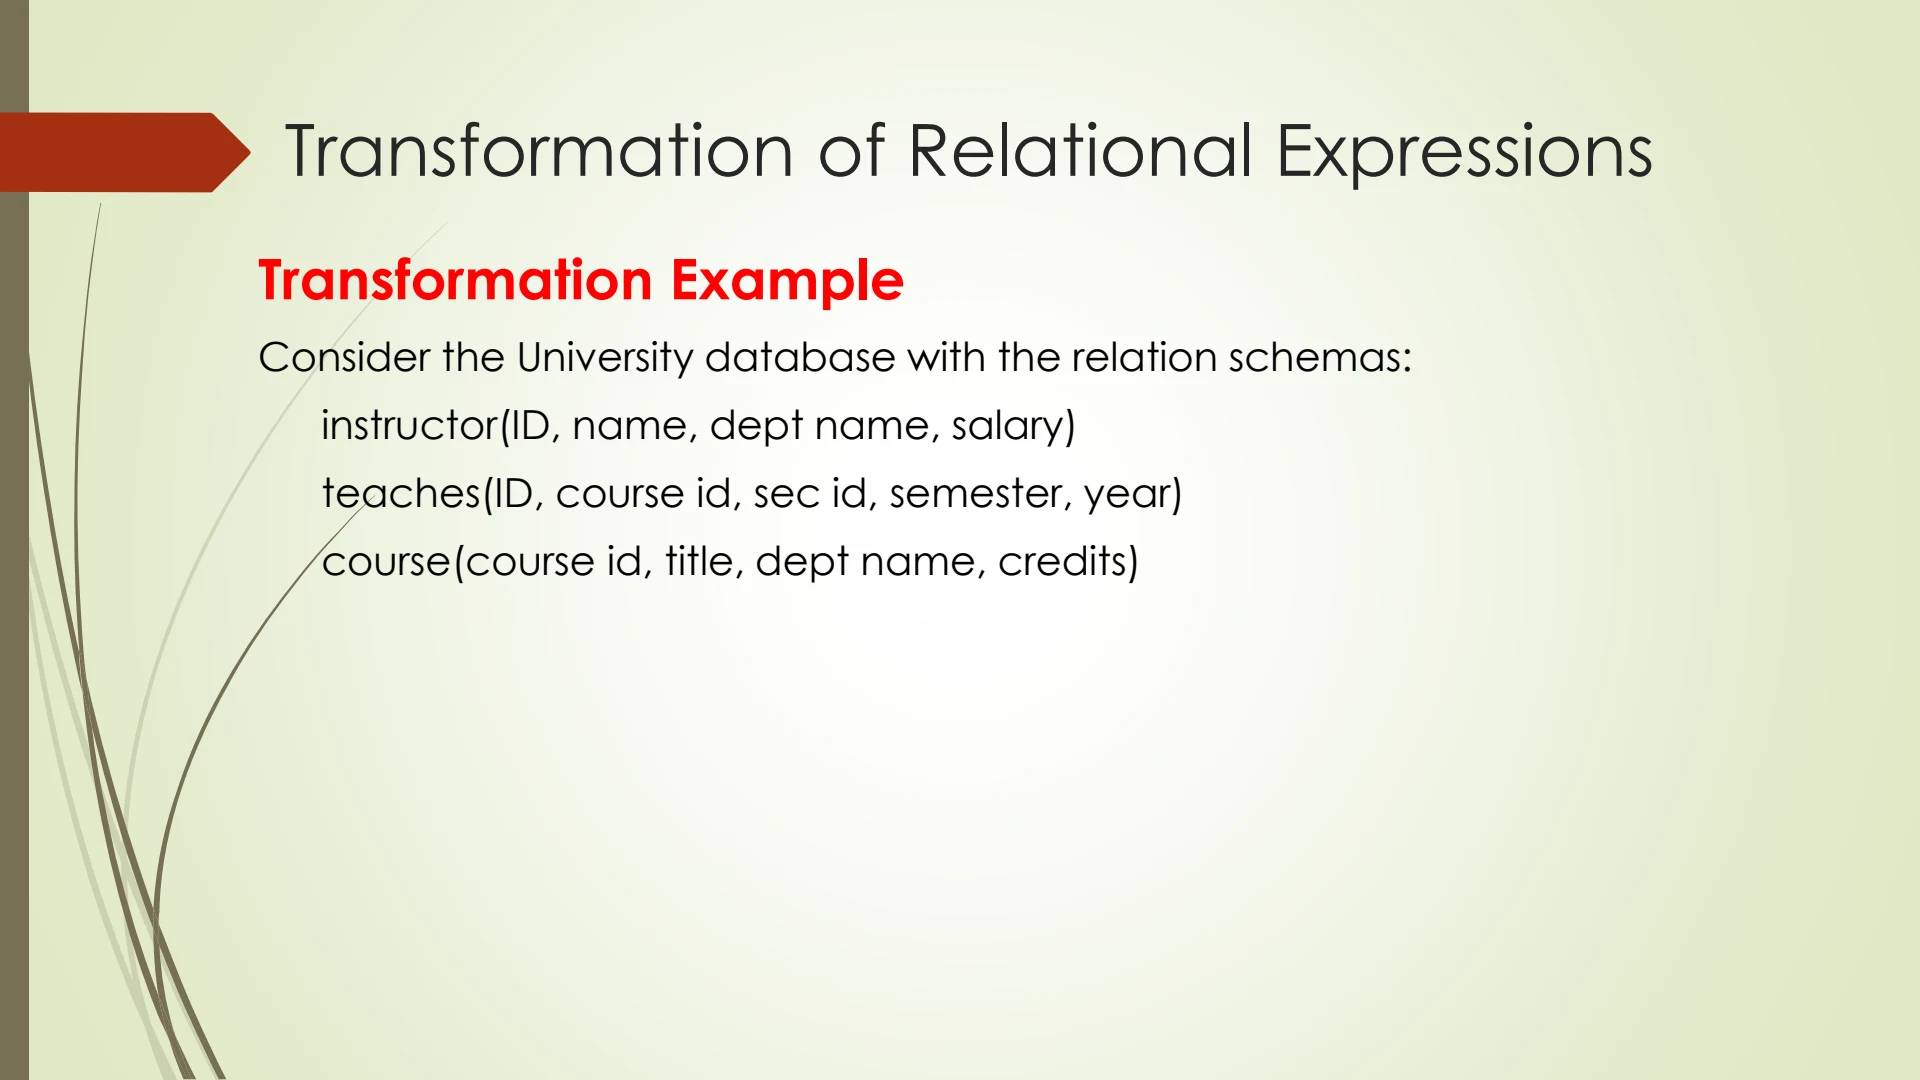 Transformation of Relational Expressions
Transformation Example
Consider the University database with the relation schemas:
instructor(ID, name, dept name, salary)
teaches(ID, course id, sec id, semester, year)
course(course id, title, dept name, credits)